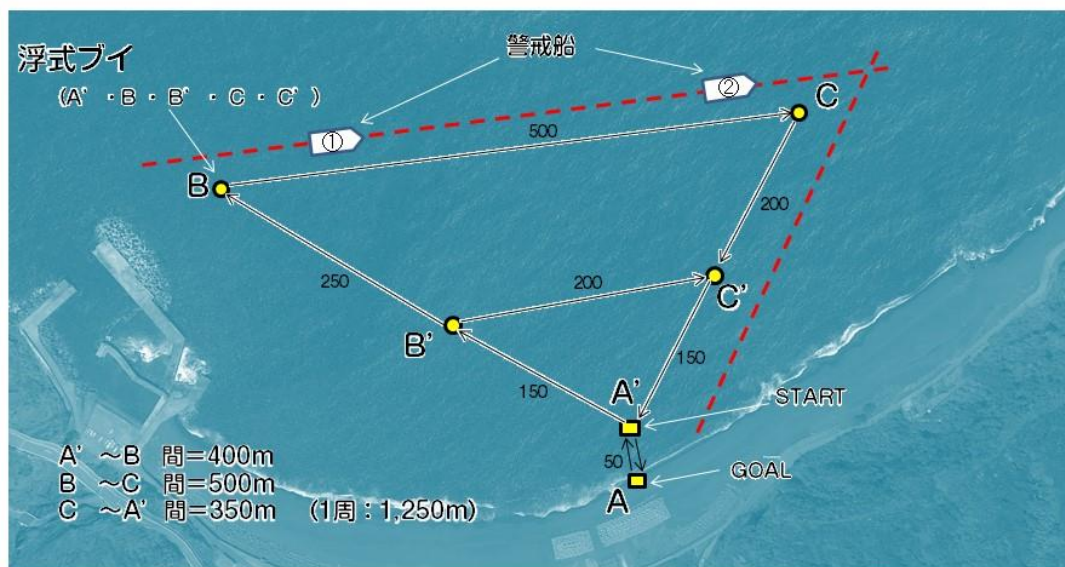 浮式ブイ
(A'・B・B'・C・C')
警戒船
①
②
B
C
500
200
250
200
B'
C'
150
150
A'
START
50
GOAL
A
A' ～B 間=400m
B ～C 間=500m
C ～A' 間=350m (1周：1,250m)